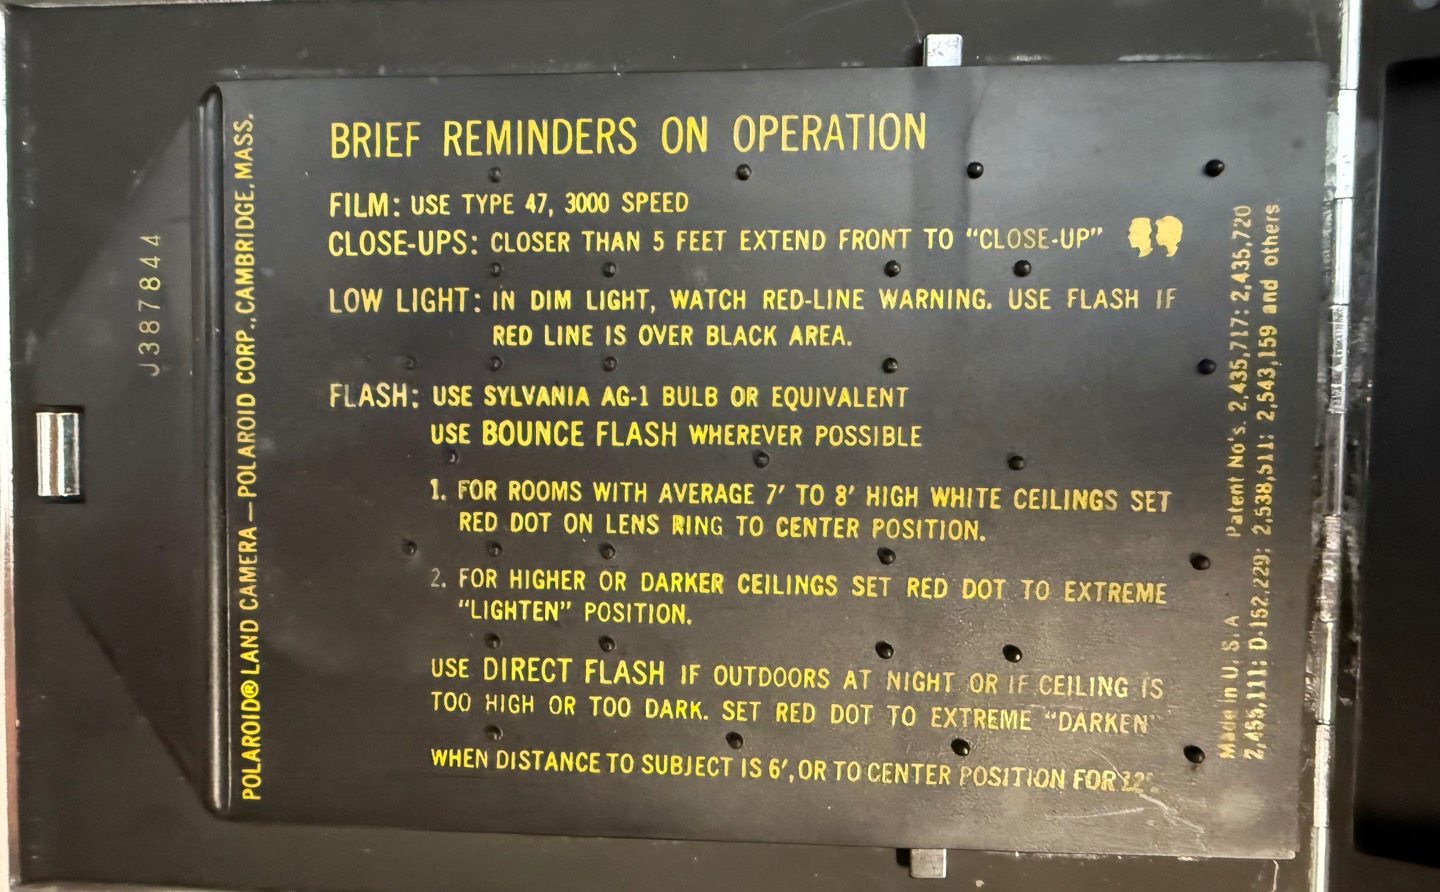 BRIEF REMINDERS ON OPERATION
FILM: USE TYPE 47, 3000 SPEED
CLOSE-UPS: CLOSER THAN 5 FEET EXTEND FRONT TO "CLOSE-UP"
LOW LIGHT: IN DIM LIGHT, WATCH RED-LINE WARNING. USE FLASH IF
RED LINE IS OVER BLACK AREA.
FLASH: USE SYLVANIA AG-1 BULB OR EQUIVALENT
USE BOUNCE FLASH WHEREVER POSSIBLE
1. FOR ROOMS WITH AVERAGE 7' TO 8' HIGH WHITE CEILINGS SET
RED DOT ON LENS RING TO CENTER POSITION.
2. FOR HIGHER OR DARKER CEILINGS SET RED DOT TO EXTREME
"LIGHTEN" POSITION.
USE DIRECT FLASH IF OUTDOORS AT NIGHT OR IF CEILING IS
TOO HIGH OR TOO DARK. SET RED DOT TO EXTREME "DARKEN"
WHEN DISTANCE TO SUBJECT IS 6', OR TO CENTER POSITION FOR 12'.
J387844
POLAROID® LAND CAMERA — POLAROID CORP., CAMBRIDGE, MASS.
Made in U.S.A Patent No's. 2,435,717; 2,435,720
2,455,111; D-152,229; 2,538,511; 2,543,159 and others